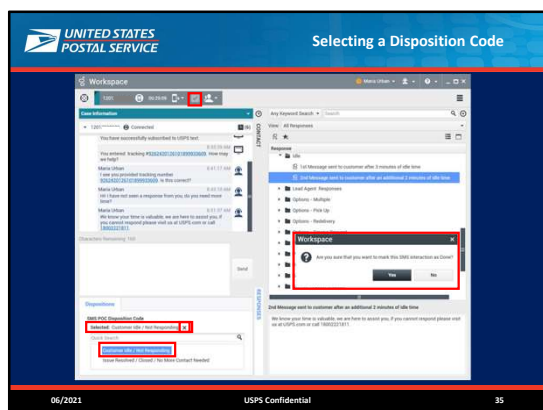 UNITED STATES
POSTAL SERVICE
Selecting a Disposition Code
Workspace
Maria Urban
1201
Case Information
1201********* Connected
You have successfully subscribed to USPS text
You entered: tracking #9262420126101899935609. How may
we help?
Maria Urban
I see you provided tracking number
9262420126101899935609. Is this correct?
Maria Urban
Hi! I have not seen a response from you, do you need more
time?
Maria Urban
We know your time is valuable, we are here to assist you, if
you cannot respond please visit us at USPS.com or call
18002221811
Characters Remaining: 160
Send
Dispositions
SMS POC Disposition Code
Selected: Customer Idle / Not Responding x
Quick Search
Customer Idle / Not Responding
Issue Resolved / Closed / No More Contact Needed
CONTACT
RESPONSES
Any Keyword Search Search
View All Responses
Response
Idle
1st Message sent to customer after 3 minutes of idle time
2nd Message sent to customer after an additional 2 minutes of idle time
Lead Agent Responses
Options - Multiple
Options - Pick Up
Options - Redelivery
Workspace x
Are you sure that you want to mark this SMS interaction as Done?
Yes No
2nd Message sent to customer after an additional 2 minutes of idle time
We know your time is valuable, we are here to assist you, if you cannot respond please visit
us at USPS.com or call 18002221811
06/2021 USPS Confidential 35